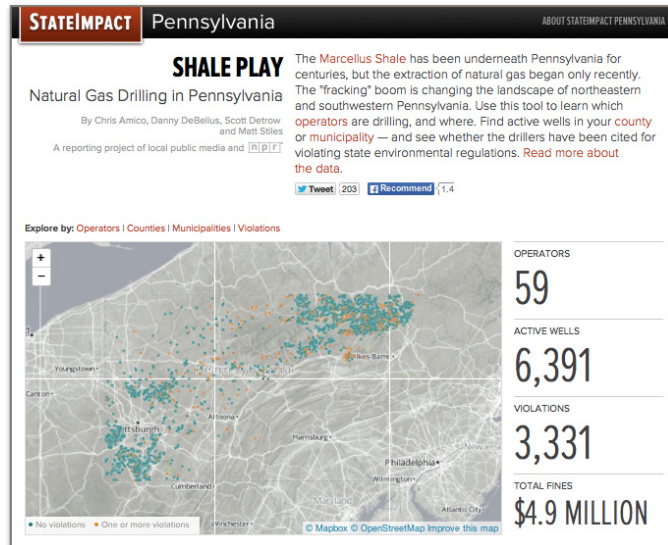 STATEIMPACT Pennsylvania
ABOUT STATEIMPACT PENNSYLVANIA
SHALE PLAY
Natural Gas Drilling in Pennsylvania
By Chris Amico, Danny DeBelius, Scott Detrow
and Matt Stiles
A reporting project of local public media and npr
The Marcellus Shale has been underneath Pennsylvania for
centuries, but the extraction of natural gas began only recently.
The "fracking" boom is changing the landscape of northeastern
and southwestern Pennsylvania. Use this tool to learn which
operators are drilling, and where. Find active wells in your county
or municipality — and see whether the drillers have been cited for
violating state environmental regulations. Read more about
the data.
Tweet 203 Recommend 1.4
Explore by: Operators | Counties | Municipalities | Violations
+
−
Youngstown
Wilkes-Barre
Canton
Pittsburgh
Altoona
Harrisburg
Philadelphia
Wilmington
Cumberland
Maryland
Atlantic City
Winchester
No violations One or more violations
© Mapbox © OpenStreetMap Improve this map
OPERATORS
59
ACTIVE WELLS
6,391
VIOLATIONS
3,331
TOTAL FINES
$4.9 MILLION